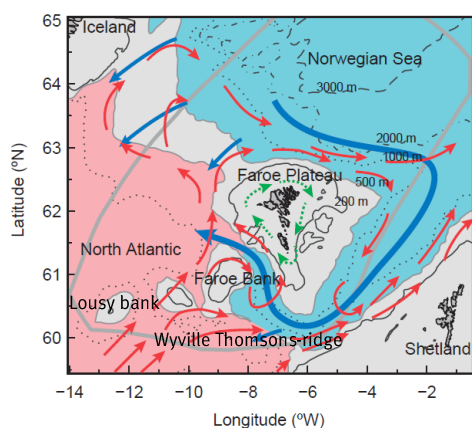 65
Iceland
Norwegian Sea
3000 m
64
2000 m
1000 m
63
Faroe Plateau
500 m
200 m
62
Latitude (ºN)
North Atlantic
61
Faroe Bank
Lousy bank
Wyville Thomsons-ridge
60
Shetland
−14
−12
−10
−8
−6
−4
−2
Longitude (ºW)